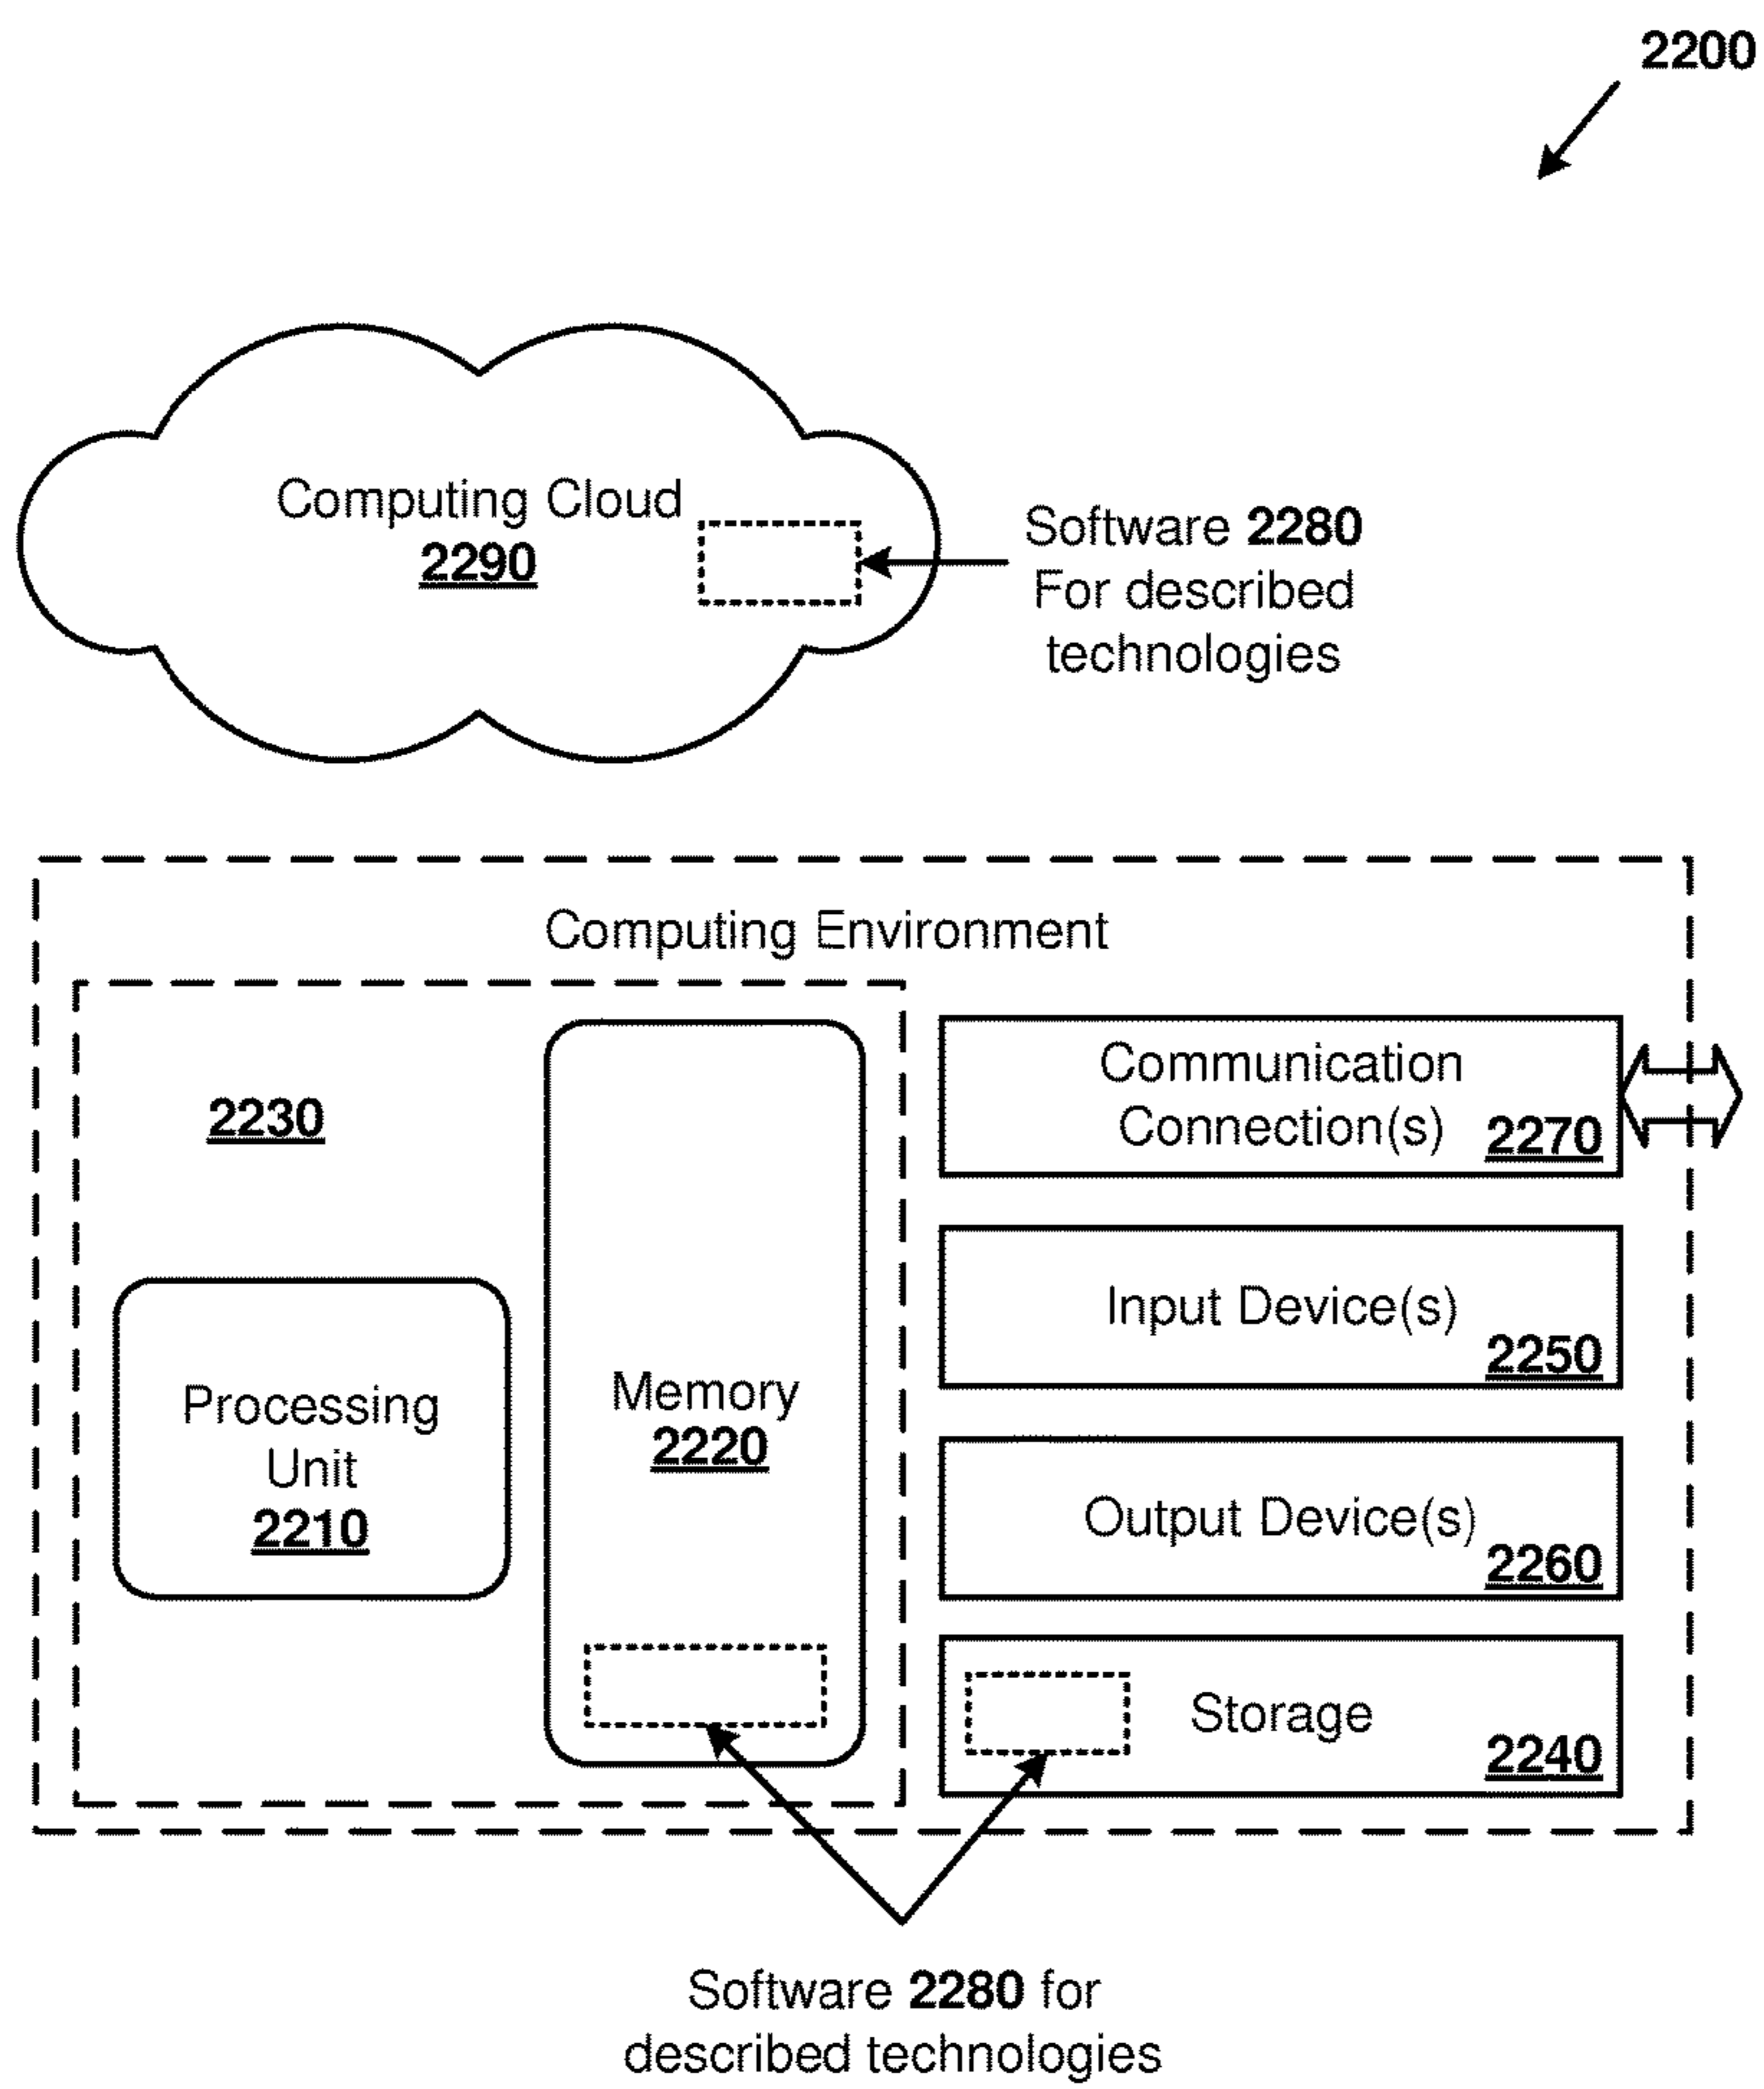 2200
Computing Cloud
2290
Software 2280
For described
technologies
Computing Environment
2230
Processing
Unit
2210
Memory
2220
Communication
Connection(s) 2270
Input Device(s)
2250
Output Device(s)
2260
Storage
2240
Software 2280 for
described technologies